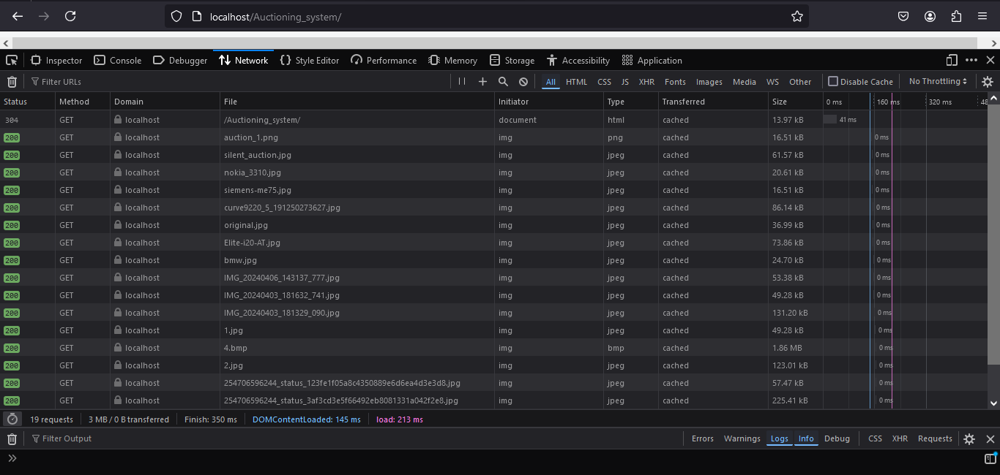 localhost/Auctioning_system/
Inspector Console Debugger Network Style Editor Performance Memory Storage Accessibility Application
Filter URLs All HTML CSS JS XHR Fonts Images Media WS Other Disable Cache No Throttling
Status Method Domain File Initiator Type Transferred Size 0 ms 160 ms 320 ms 48
304 GET localhost /Auctioning_system/ document html cached 13.97 kB 41 ms
200 GET localhost auction_1.png img png cached 16.51 kB 0 ms
200 GET localhost silent_auction.jpg img jpeg cached 61.57 kB 0 ms
200 GET localhost nokia_3310.jpg img jpeg cached 20.61 kB 0 ms
200 GET localhost siemens-me75.jpg img jpeg cached 16.51 kB 0 ms
200 GET localhost curve9220_5_191250273627.jpg img jpeg cached 86.14 kB 0 ms
200 GET localhost original.jpg img jpeg cached 36.99 kB 0 ms
200 GET localhost Elite-i20-AT.jpg img jpeg cached 73.86 kB 0 ms
200 GET localhost bmw.jpg img jpeg cached 24.70 kB 0 ms
200 GET localhost IMG_20240406_143137_777.jpg img jpeg cached 53.38 kB 0 ms
200 GET localhost IMG_20240403_181632_741.jpg img jpeg cached 49.28 kB 0 ms
200 GET localhost IMG_20240403_181329_090.jpg img jpeg cached 131.20 kB 0 ms
200 GET localhost 1.jpg img jpeg cached 49.28 kB 0 ms
200 GET localhost 4.bmp img bmp cached 1.86 MB 0 ms
200 GET localhost 2.jpg img jpeg cached 123.01 kB 0 ms
200 GET localhost 254706596244_status_123fe1f05a8c4350889e6d6ea4d3e3d8.jpg img jpeg cached 57.47 kB 0 ms
200 GET localhost 254706596244_status_3af3cd3e5f66492eb8081331a042f2e8.jpg img jpeg cached 225.41 kB 0 ms
19 requests 3 MB / 0 B transferred Finish: 350 ms DOMContentLoaded: 145 ms load: 213 ms
Filter Output Errors Warnings Logs Info Debug CSS XHR Requests